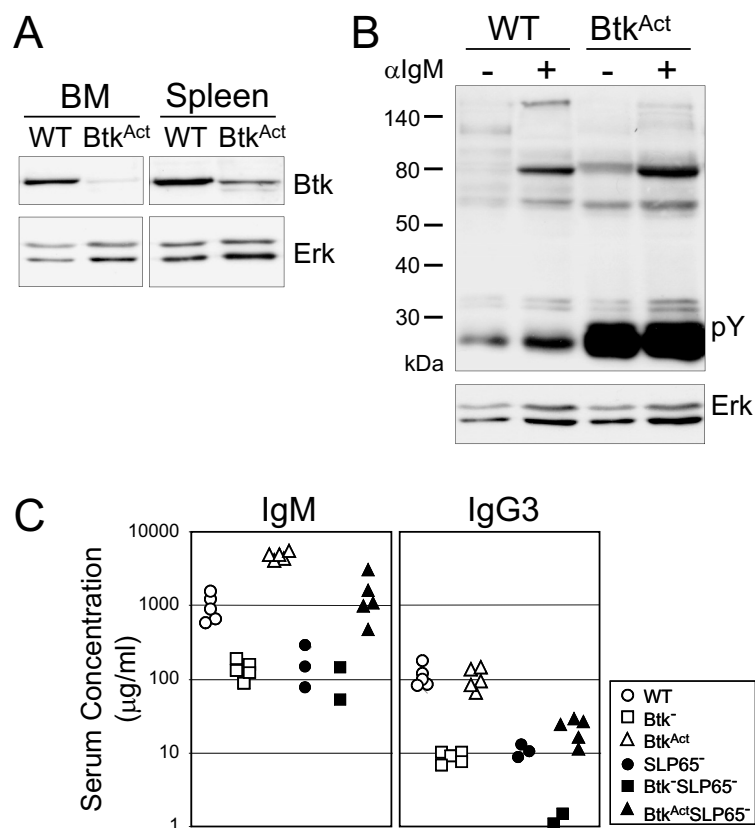 A
BM Spleen
WT Btk^Act WT Btk^Act
Btk
Erk
B
WT Btk^Act
αIgM - + - +
140
80
50
40
30
kDa
pY
Erk
C
IgM IgG3
Serum Concentration
(μg/ml)
10000
1000
100
10
1
WT
Btk⁻
Btk^Act
SLP65⁻
Btk⁻SLP65⁻
Btk^ActSLP65⁻